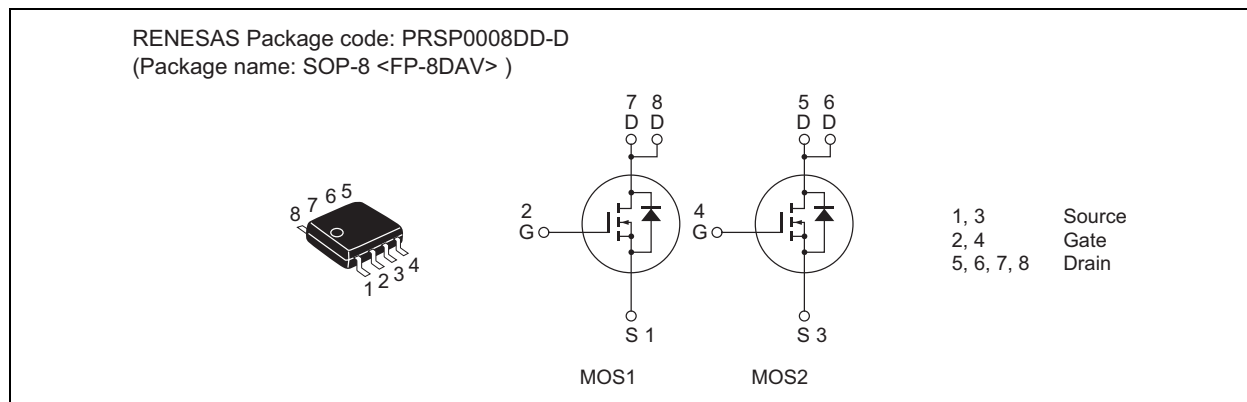 RENESAS Package code: PRSP0008DD-D
(Package name: SOP-8 <FP-8DAV> )
7 8
D D
5 6
D D
8 7 6 5
1 2 3 4
2
G
4
G
S 1
S 3
MOS1
MOS2
1, 3 Source
2, 4 Gate
5, 6, 7, 8 Drain